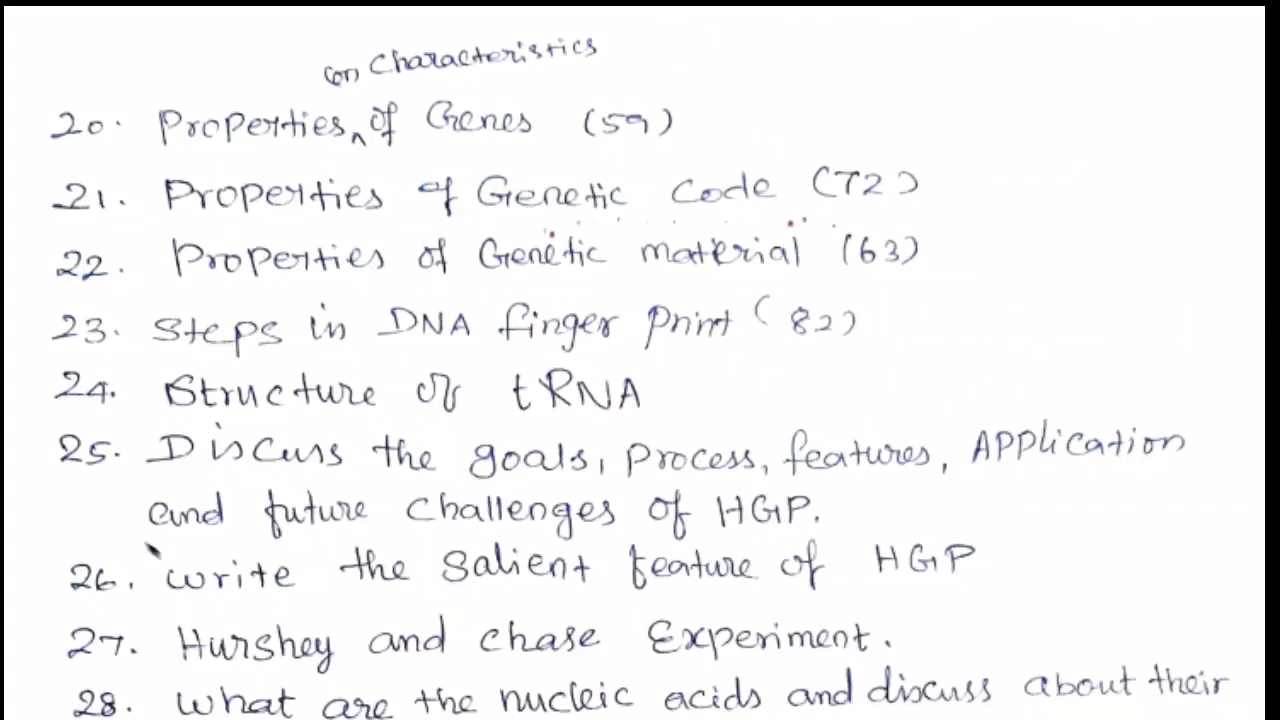 (or) Characteristics
20. Properties ^ of Genes (59)
21. Properties of Genetic Code (72)
22. Properties of Genetic material (63)
23. Steps in DNA finger print (82)
24. Structure of tRNA
25. Discuss the goals, process, features, Application
and future challenges of HGP.
26. write the salient feature of HGP
27. Hurshey and chase Experiment.
28. what are the nucleic acids and discuss about their